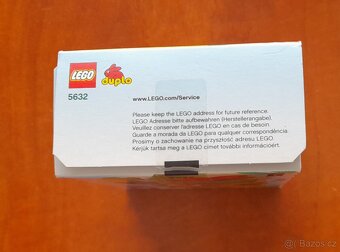 LEGO duplo
5632
www.LEGO.com/Service
Please keep the LEGO address for future reference.
LEGO Adresse bitte aufbewahren (Herstellerangabe).
Veuillez conserver l'adresse LEGO en cas de besoin.
Guarde a morada da LEGO para qualquer correspondência.
Prosimy o zachowanie na przyszłość adresu LEGO.
Kérjük tartsa meg a LEGO címet további információért.
Bazos.cz